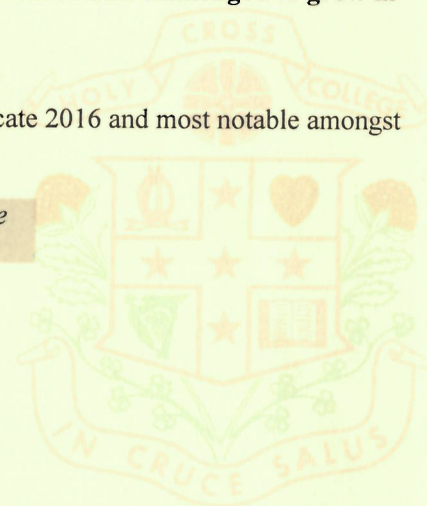 CROSS
HOLY COLLEGE
cate 2016 and most notable amongst
e
IN CRUCE SALUS